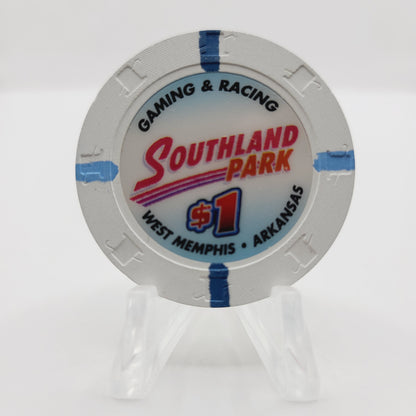 GAMING & RACING
SOUTHLAND
PARK
$1
WEST MEMPHIS • ARKANSAS